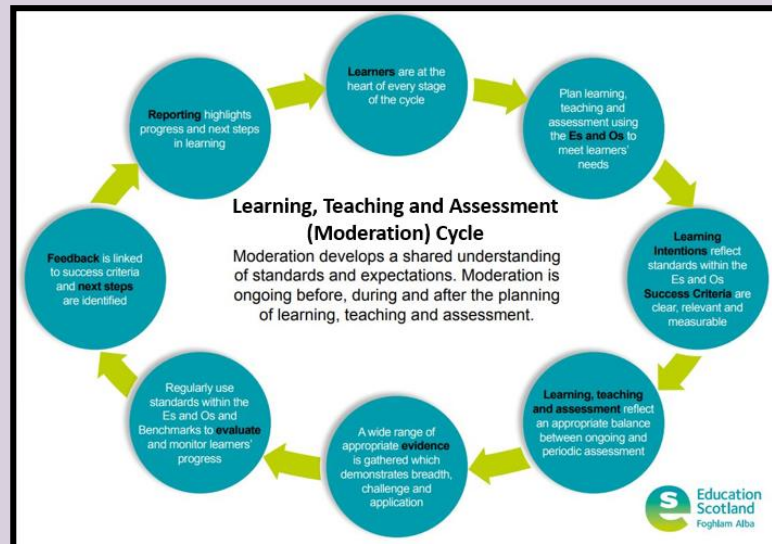 Learners are at the
heart of every stage
of the cycle
Plan learning,
teaching and
assessment using
the Es and Os to
meet learners'
needs
Learning
Intentions reflect
standards within the
Es and Os
Success Criteria are
clear, relevant and
measurable
Learning, teaching
and assessment reflect
an appropriate balance
between ongoing and
periodic assessment
A wide range of
appropriate evidence
is gathered which
demonstrates breadth,
challenge and
application
Regularly use
standards within the
Es and Os and
Benchmarks to evaluate
and monitor learners'
progress
Feedback is linked
to success criteria
and next steps
are identified
Reporting highlights
progress and next steps
in learning
Learning, Teaching and Assessment
(Moderation) Cycle
Moderation develops a shared understanding
of standards and expectations. Moderation is
ongoing before, during and after the planning
of learning, teaching and assessment.
Education
Scotland
Foghlam Alba